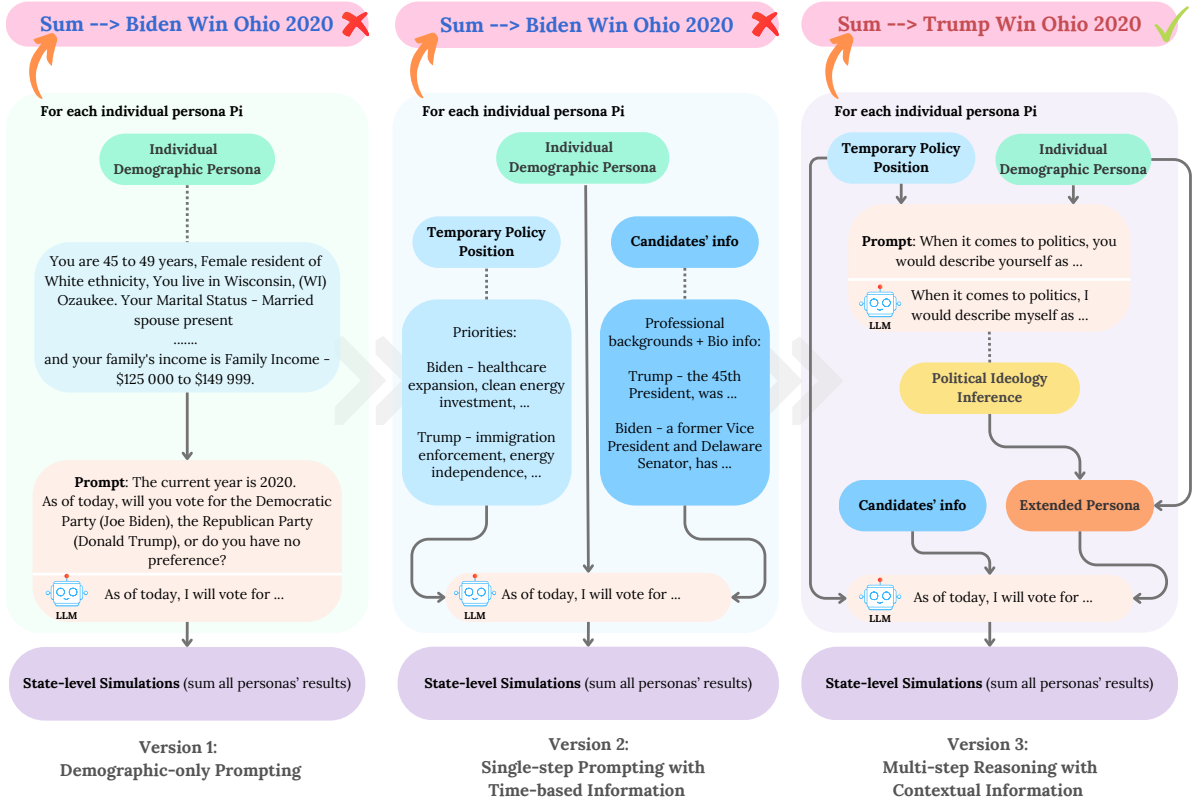 Sum --> Biden Win Ohio 2020
For each individual persona Pi
Individual
Demographic Persona
You are 45 to 49 years, Female resident of
White ethnicity, You live in Wisconsin, (WI)
Ozaukee. Your Marital Status - Married
spouse present
.......
and your family's income is Family Income -
$125 000 to $149 999.
Prompt: The current year is 2020.
As of today, will you vote for the Democratic
Party (Joe Biden), the Republican Party
(Donald Trump), or do you have no
preference?
LLM
As of today, I will vote for ...
State-level Simulations (sum all personas' results)
Version 1:
Demographic-only Prompting
Sum --> Biden Win Ohio 2020
For each individual persona Pi
Individual
Demographic Persona
Temporary Policy
Position
Candidates' info
Priorities:
Biden - healthcare
expansion, clean energy
investment, ...
Trump - immigration
enforcement, energy
independence, ...
Professional
backgrounds + Bio info:
Trump - the 45th
President, was ...
Biden - a former Vice
President and Delaware
Senator, has ...
LLM
As of today, I will vote for ...
State-level Simulations (sum all personas' results)
Version 2:
Single-step Prompting with
Time-based Information
Sum --> Trump Win Ohio 2020
For each individual persona Pi
Temporary Policy
Position
Individual
Demographic Persona
Prompt: When it comes to politics, you
would describe yourself as ...
LLM
When it comes to politics, I
would describe myself as ...
Political Ideology
Inference
Candidates' info
Extended Persona
LLM
As of today, I will vote for ...
State-level Simulations (sum all personas' results)
Version 3:
Multi-step Reasoning with
Contextual Information